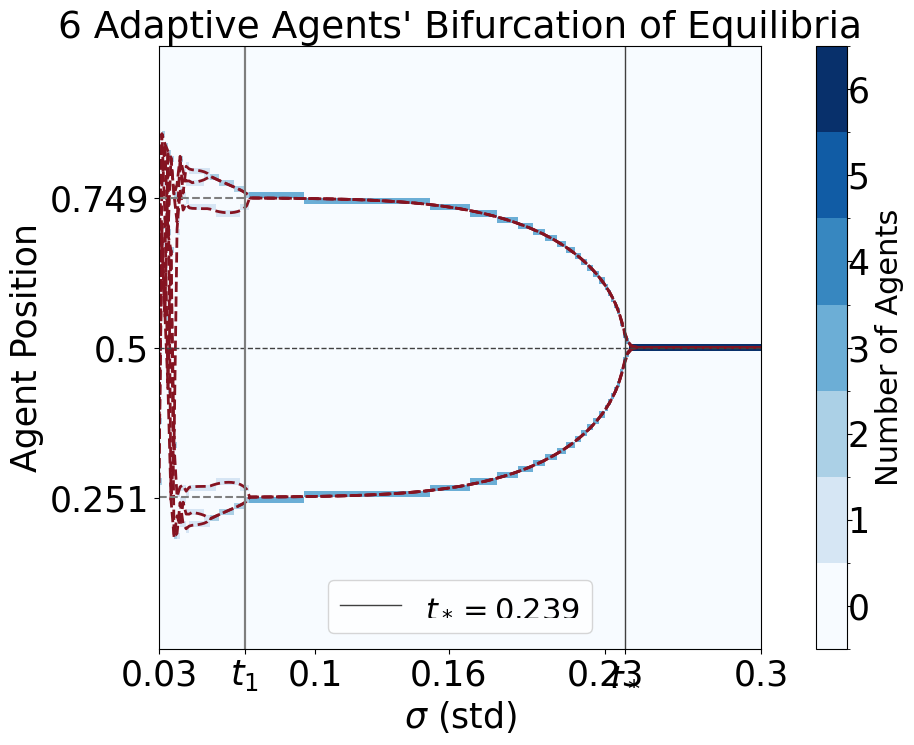 6 Adaptive Agents' Bifurcation of Equilibria
Agent Position
0.749
0.5
0.251
t* = 0.239
0.03 t₁ 0.1 0.16 0.23 t* 0.3
σ (std)
6
5
4
3
2
1
0
Number of Agents